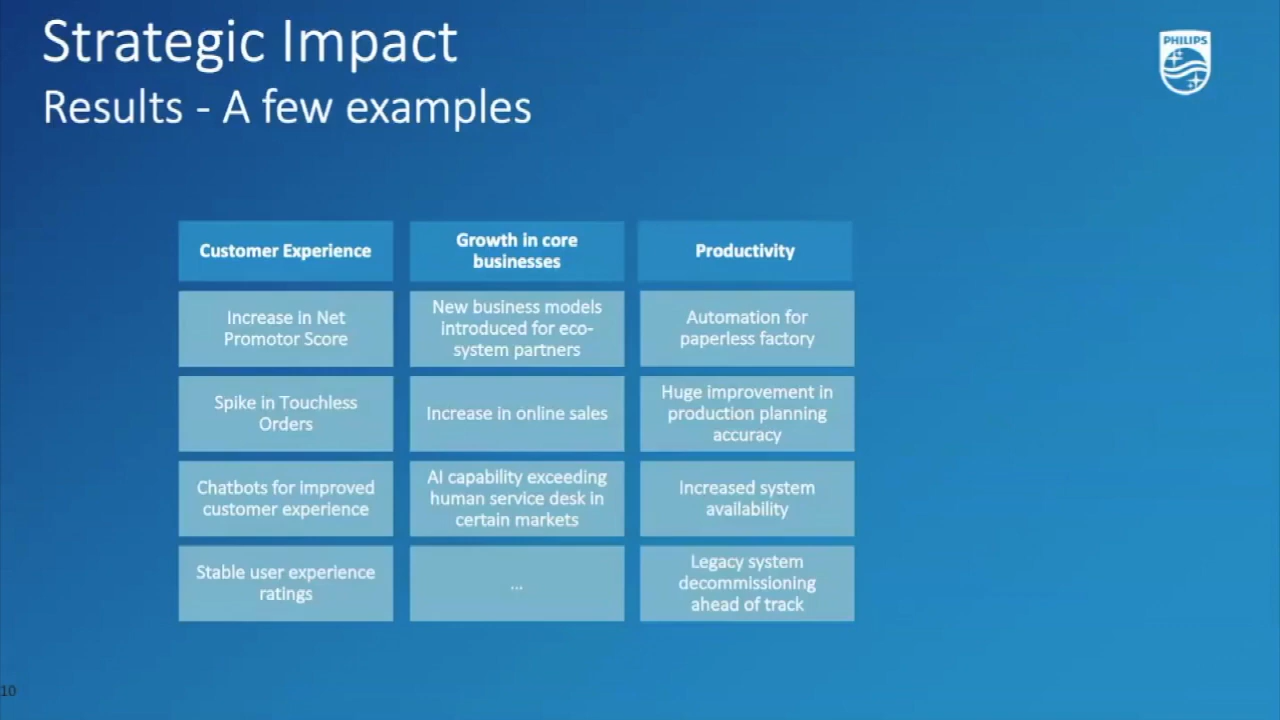 Strategic Impact
Results - A few examples
PHILIPS
Customer Experience
Growth in core
businesses
Productivity
Increase in Net
Promotor Score
New business models
introduced for eco-
system partners
Automation for
paperless factory
Spike in Touchless
Orders
Increase in online sales
Huge improvement in
production planning
accuracy
Chatbots for improved
customer experience
AI capability exceeding
human service desk in
certain markets
Increased system
availability
Stable user experience
ratings
...
Legacy system
decommissioning
ahead of track
10